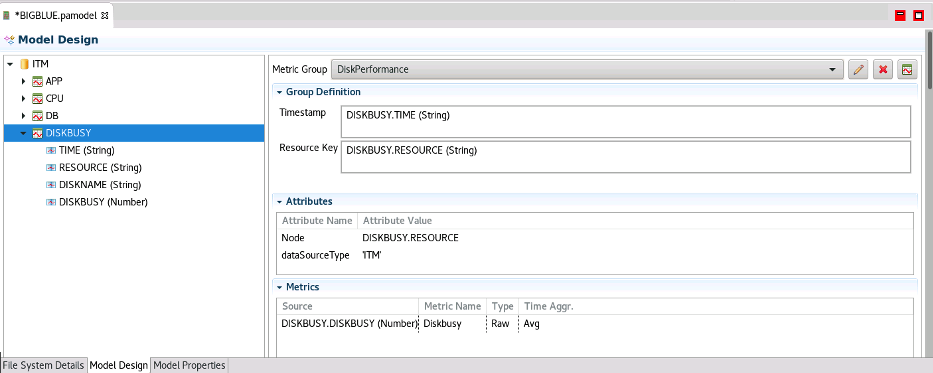 *BIGBLUE.pamodel
Model Design
ITM
APP
CPU
DB
DISKBUSY
TIME (String)
RESOURCE (String)
DISKNAME (String)
DISKBUSY (Number)
Metric Group DiskPerformance
Group Definition
Timestamp DISKBUSY.TIME (String)
Resource Key DISKBUSY.RESOURCE (String)
Attributes
Attribute Name Attribute Value
Node DISKBUSY.RESOURCE
dataSourceType 'ITM'
Metrics
Source Metric Name Type Time Aggr.
DISKBUSY.DISKBUSY (Number) Diskbusy Raw Avg
File System Details Model Design Model Properties